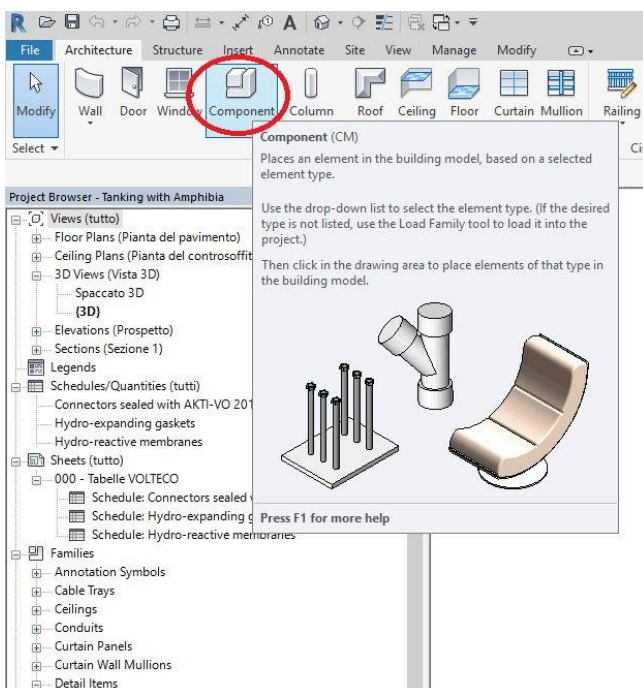 File Architecture Structure Insert Annotate Site View Manage Modify
Modify Wall Door Window Component Column Roof Ceiling Floor Curtain Mullion Railing
Select
Component (CM)
Places an element in the building model, based on a selected
element type.
Use the drop-down list to select the element type. (If the desired
type is not listed, use the Load Family tool to load it into the
project.)
Then click in the drawing area to place elements of that type in
the building model.
Press F1 for more help
Project Browser - Tanking with Amphibia
Views (tutto)
Floor Plans (Pianta del pavimento)
Ceiling Plans (Pianta del controsoffit
3D Views (Vista 3D)
Spaccato 3D
{3D}
Elevations (Prospetto)
Sections (Sezione 1)
Legends
Schedules/Quantities (tutti)
Connectors sealed with AKTI-VO 201
Hydro-expanding gaskets
Hydro-reactive membranes
Sheets (tutto)
000 - Tabelle VOLTECO
Schedule: Connectors sealed
Schedule: Hydro-expanding g
Schedule: Hydro-reactive membranes
Families
Annotation Symbols
Cable Trays
Ceilings
Conduits
Curtain Panels
Curtain Wall Mullions
Detail Items